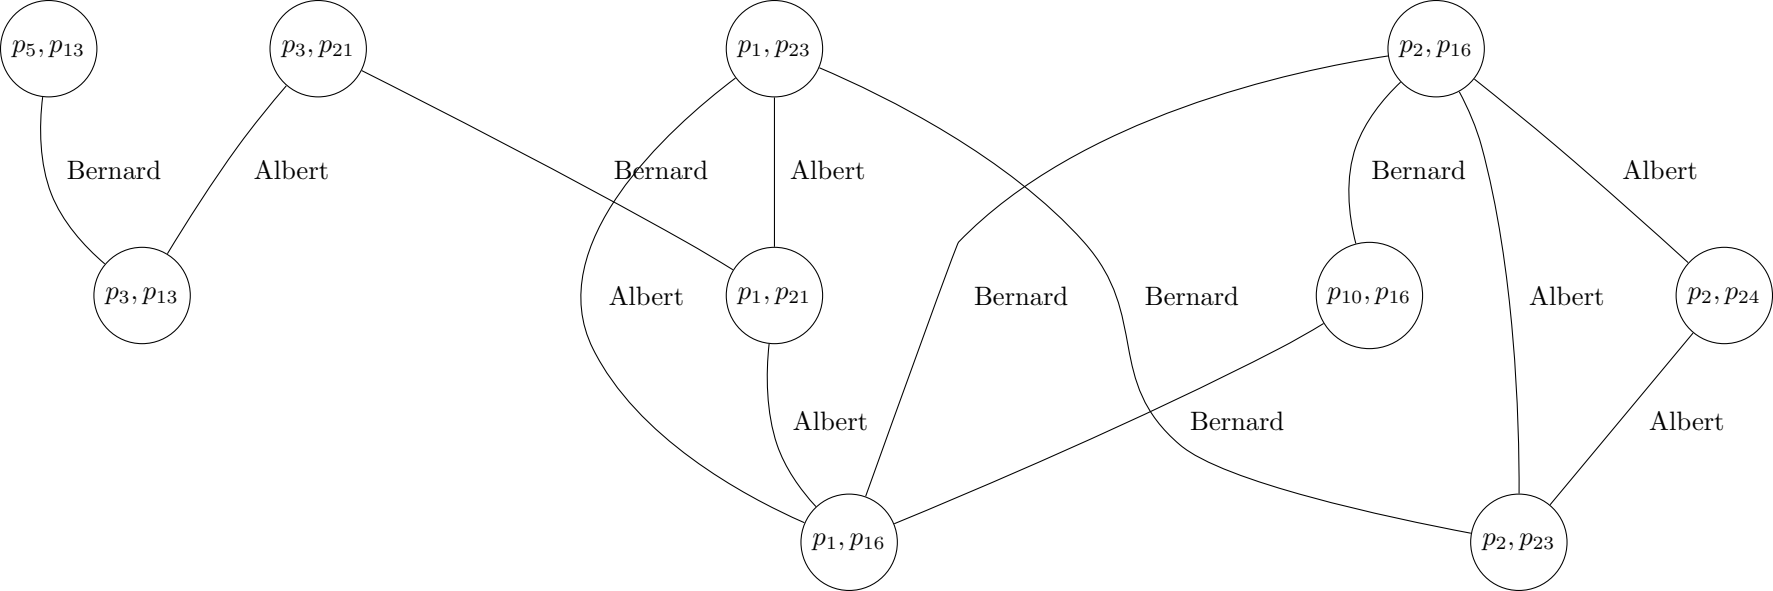 p5, p13
p3, p21
p1, p23
p2, p16
Bernard
Albert
Bernard
Albert
Bernard
Albert
p3, p13
Albert
p1, p21
Bernard
Bernard
p10, p16
Albert
p2, p24
Albert
Bernard
Albert
p1, p16
p2, p23